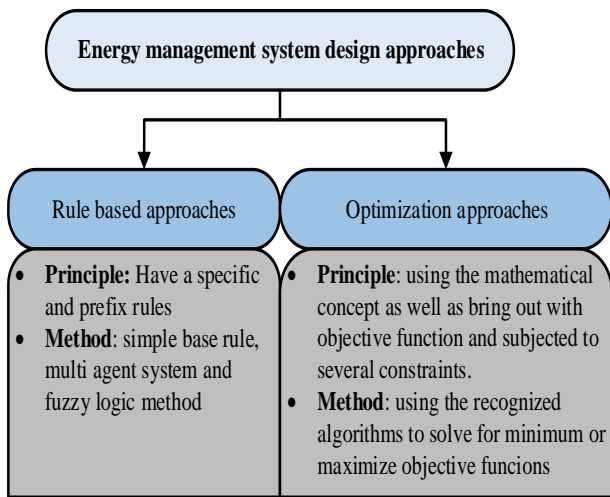 Energy management system design approaches
Rule based approaches
• Principle: Have a specific
and prefix rules
• Method: simple base rule,
multi agent system and
fuzzy logic method
Optimization approaches
• Principle: using the mathematical
concept as well as bring out with
objective function and subjected to
several constraints.
• Method: using the recognized
algorithms to solve for minimum or
maximize objective funcions